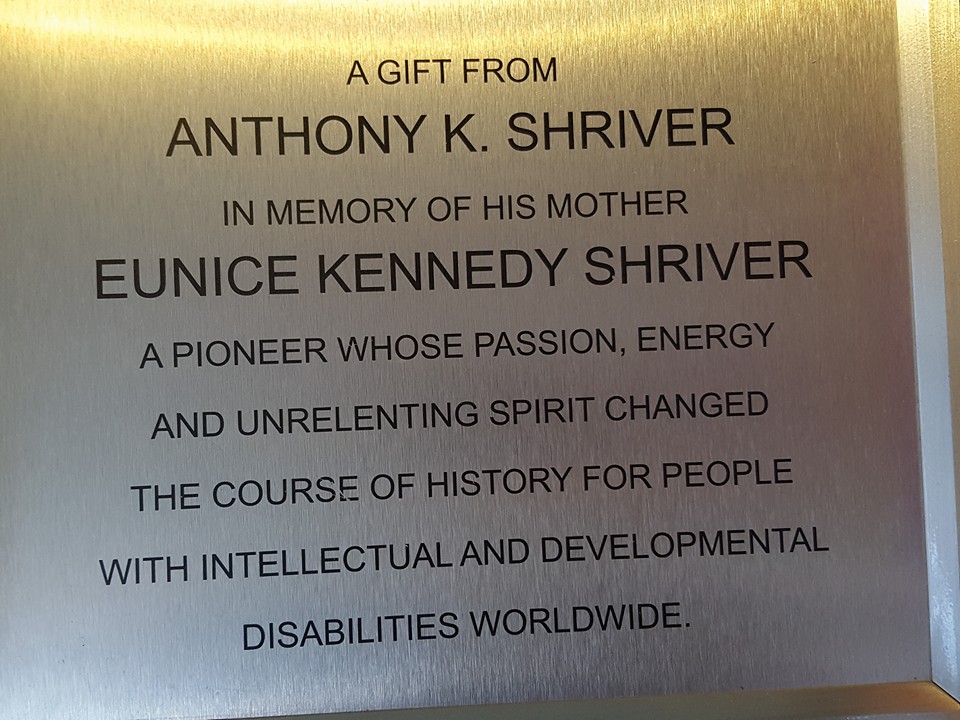 A GIFT FROM
ANTHONY K. SHRIVER
IN MEMORY OF HIS MOTHER
EUNICE KENNEDY SHRIVER
A PIONEER WHOSE PASSION, ENERGY
AND UNRELENTING SPIRIT CHANGED
THE COURSE OF HISTORY FOR PEOPLE
WITH INTELLECTUAL AND DEVELOPMENTAL
DISABILITIES WORLDWIDE.